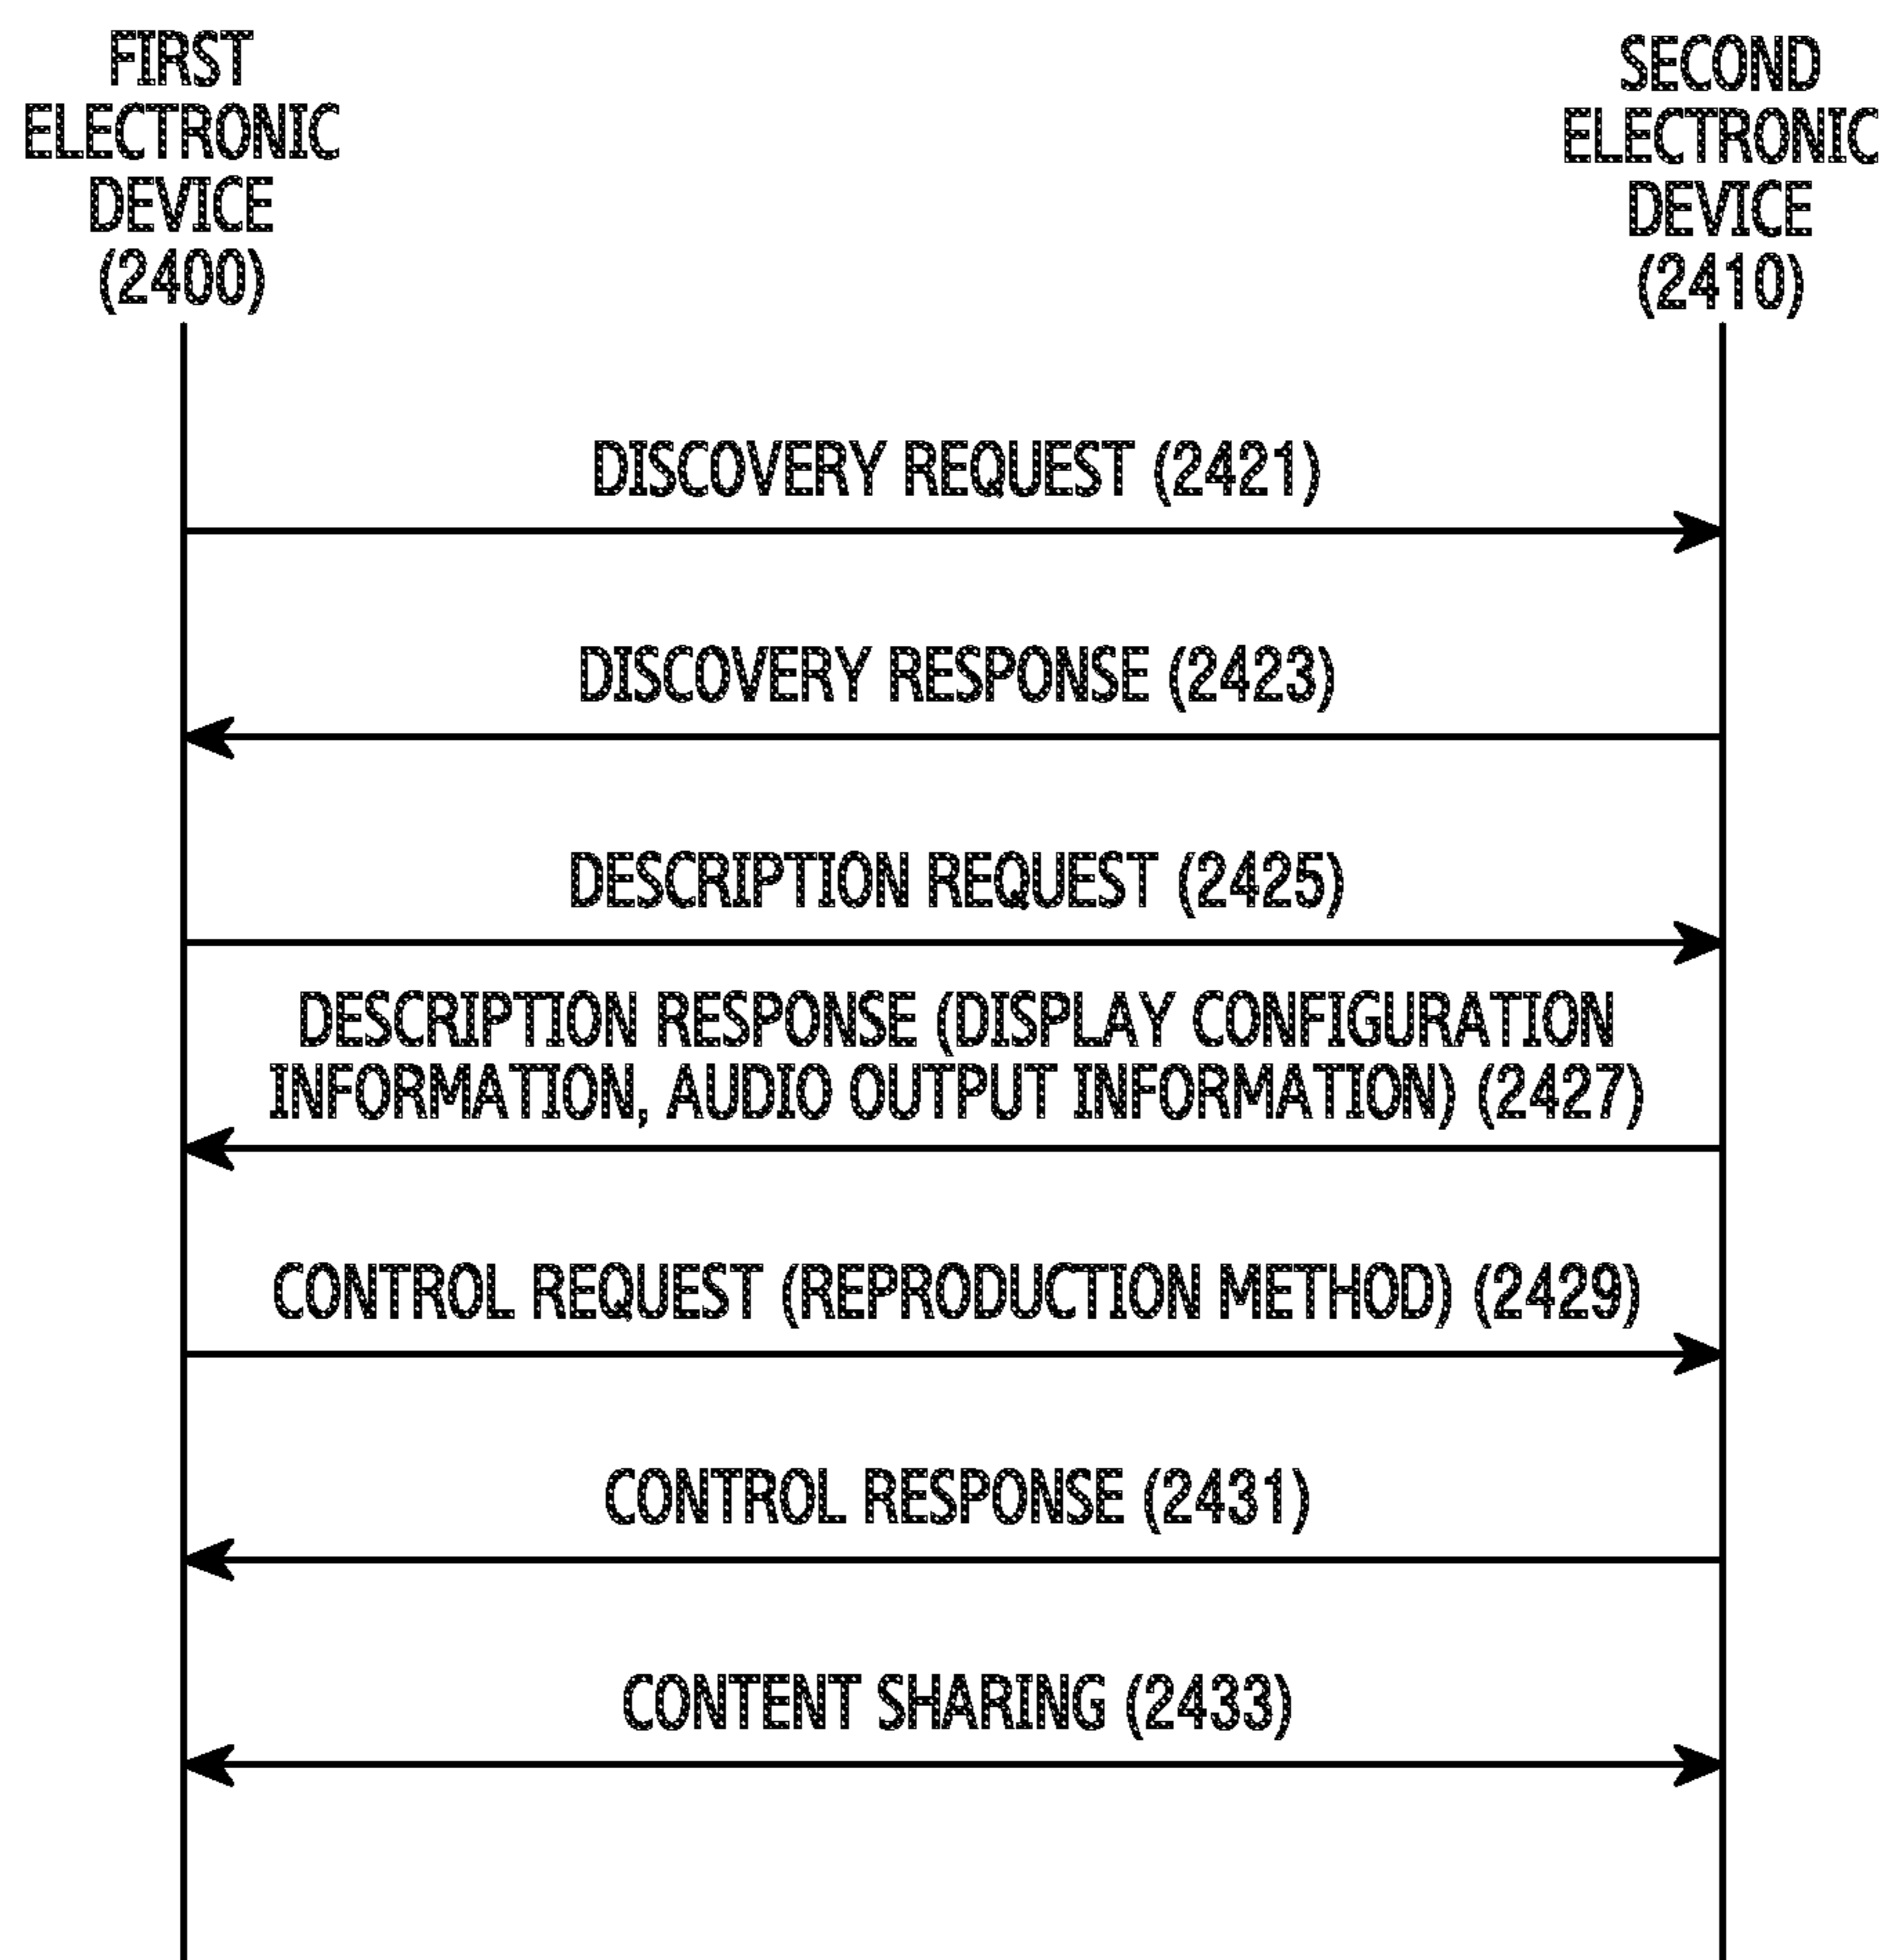 FIRST
ELECTRONIC
DEVICE
(2400)
SECOND
ELECTRONIC
DEVICE
(2410)
DISCOVERY REQUEST (2421)
DISCOVERY RESPONSE (2423)
DESCRIPTION REQUEST (2425)
DESCRIPTION RESPONSE (DISPLAY CONFIGURATION
INFORMATION, AUDIO OUTPUT INFORMATION) (2427)
CONTROL REQUEST (REPRODUCTION METHOD) (2429)
CONTROL RESPONSE (2431)
CONTENT SHARING (2433)